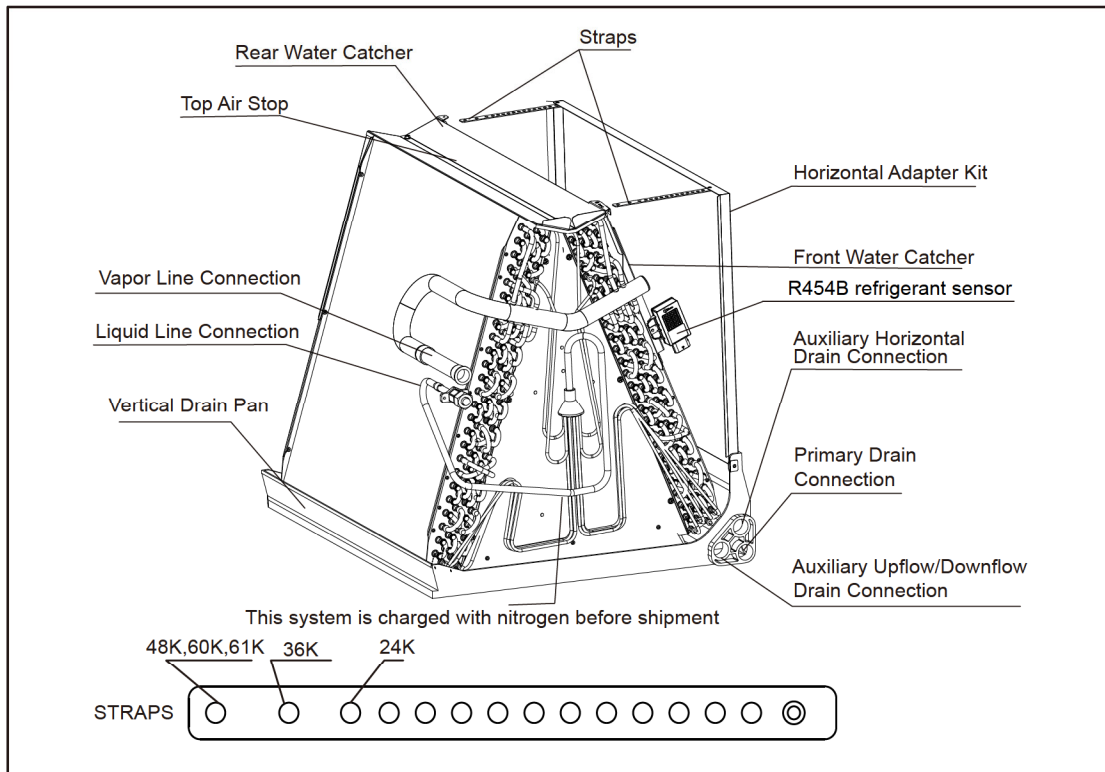 Straps
Rear Water Catcher
Top Air Stop
Horizontal Adapter Kit
Front Water Catcher
Vapor Line Connection
R454B refrigerant sensor
Liquid Line Connection
Auxiliary Horizontal
Drain Connection
Vertical Drain Pan
Primary Drain
Connection
Auxiliary Upflow/Downflow
Drain Connection
This system is charged with nitrogen before shipment
48K,60K,61K
36K
24K
STRAPS